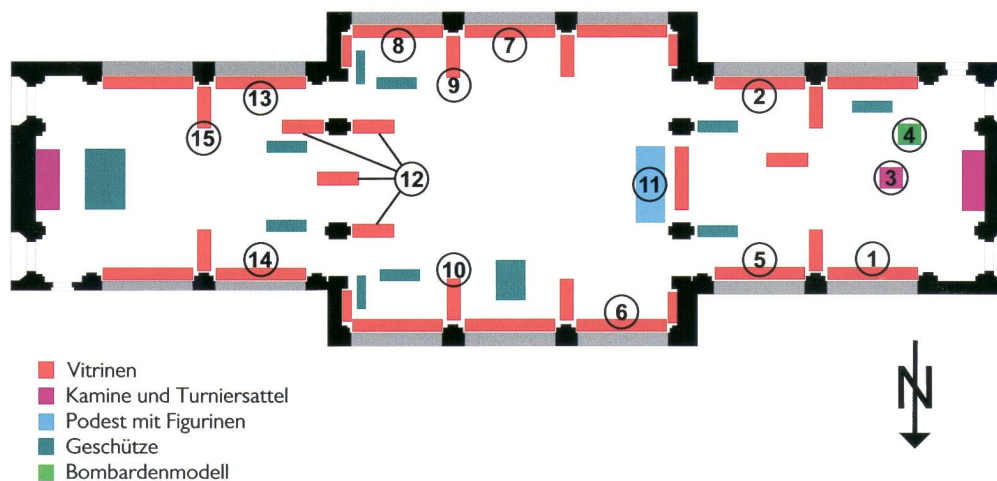 8
7
9
13
15
2
4
3
12
11
14
10
5
1
6
Vitrinen
Kamine und Turniersattel
Podest mit Figurinen
Geschütze
Bombardenmodell
N